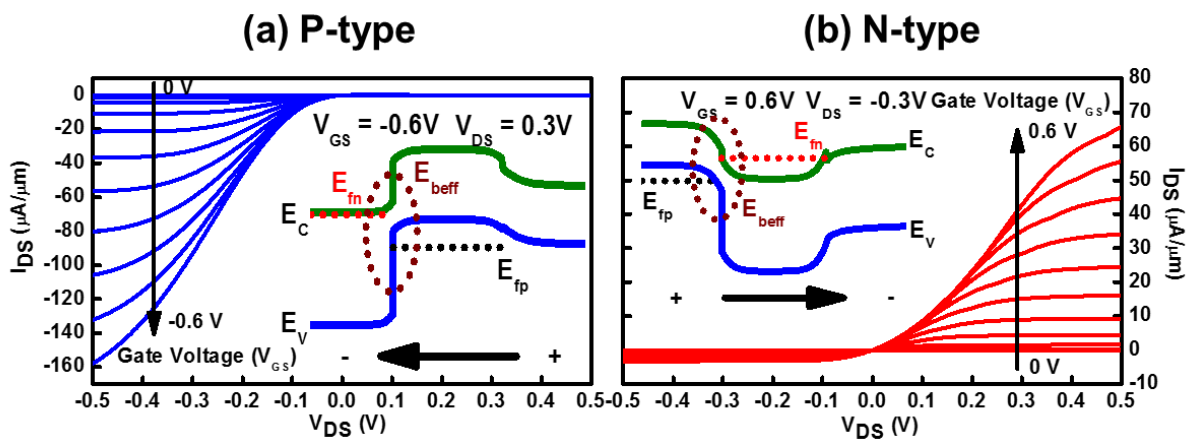 (a) P-type
(b) N-type
0
-20
-40
-60
-80
-100
-120
-140
-160
I_DS (μA/μm)
0 V
-0.6 V
Gate Voltage (V_GS)
V_GS = -0.6V V_DS = 0.3V
E_fn
E_beff
E_C
E_fp
E_V
- +
-0.5 -0.4 -0.3 -0.2 -0.1 0.0 0.1 0.2 0.3 0.4 0.5
V_DS (V)
V_GS = 0.6V V_DS = -0.3V
Gate Voltage (V_GS)
0.6 V
E_fn
E_C
E_fp
E_beff
E_V
+ -
0 V
80
70
60
50
40
30
20
10
0
-10
I_DS (μA/μm)
-0.5 -0.4 -0.3 -0.2 -0.1 0.0 0.1 0.2 0.3 0.4 0.5
V_DS (V)